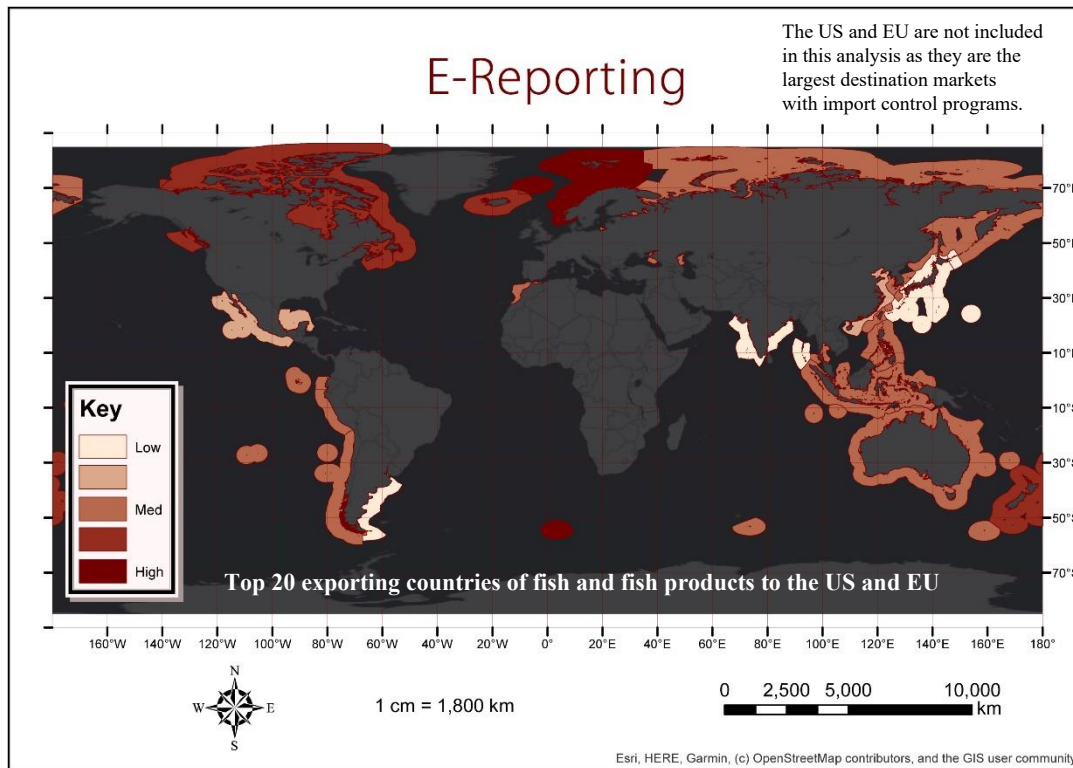 The US and EU are not included
in this analysis as they are the
largest destination markets
with import control programs.
E-Reporting
70°N
50°N
30°N
10°N
10°S
30°S
50°S
70°S
Key
Low
Med
High
Top 20 exporting countries of fish and fish products to the US and EU
160°W 140°W 120°W 100°W 80°W 60°W 40°W 20°W 0° 20°E 40°E 60°E 80°E 100°E 120°E 140°E 160°E 180°
N
W E
S
1 cm = 1,800 km
0 2,500 5,000 10,000
km
Esri, HERE, Garmin, (c) OpenStreetMap contributors, and the GIS user community